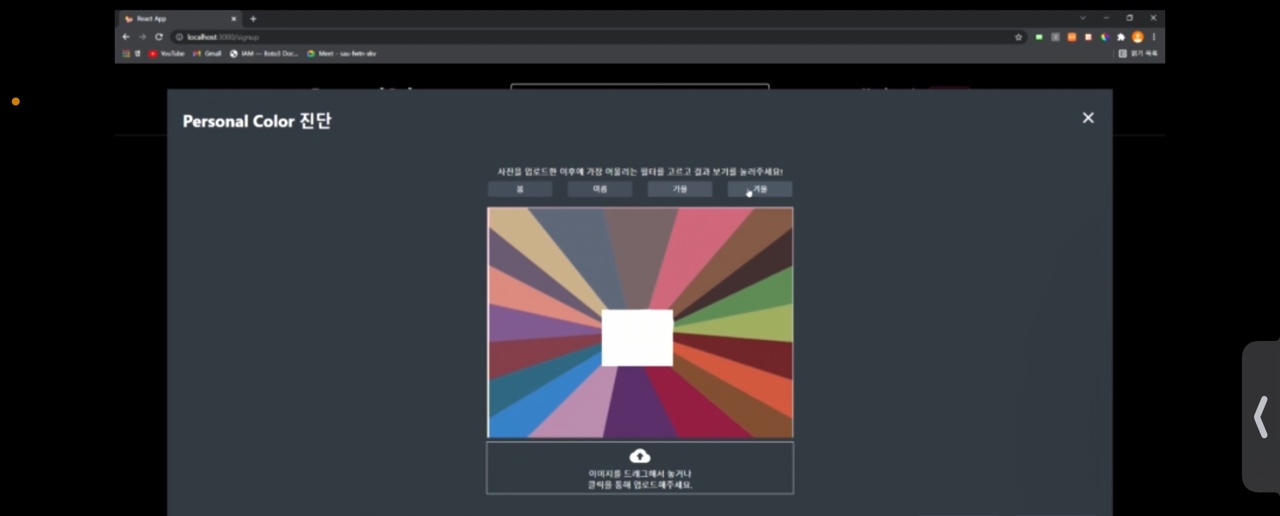 React App
localhost:3000/signup
앱 YouTube Gmail IAM — Roto3 Doc... Meet - sau-fwtn-xkv 읽기 목록
Personal Color 진단
사진을 업로드한 이후에 가장 어울리는 필터를 고르고 결과 보기를 눌러주세요!
봄 여름 가을 겨울
이미지를 드래그해서 놓거나
클릭을 통해 업로드해주세요.